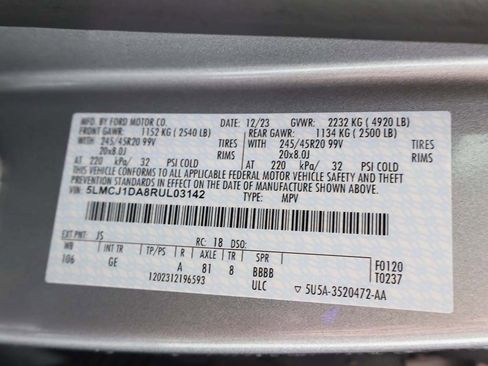 MFD. BY FORD MOTOR CO. DATE: 12/23 GVWR: 2232 KG ( 4920 LB)
FRONT GAWR: 1152 KG ( 2540 LB) REAR GAWR: 1134 KG ( 2500 LB)
WITH 245/45R20 99V TIRES WITH 245/45R20 99V TIRES
20x8.0J RIMS 20x8.0J RIMS
AT 220 kPa/ 32 PSI COLD AT 220 kPa/ 32 PSI COLD
THIS VEHICLE CONFORMS TO ALL APPLICABLE FEDERAL MOTOR VEHICLE SAFETY AND THEFT PREVENTION STANDARDS IN EFFECT ON THE DATE OF MANUFACTURE SHOWN ABOVE.
VIN: 5LMCJ1DA8RUL03142 TYPE: MPV
EXT PNT: JS RC: 18 DSO:
WB INT TR TP/PS R AXLE TR SPR F0120
106 GE A 81 8 BBBB T0237
1202312196593 ULC ▽ 5U5A-3520472-AA